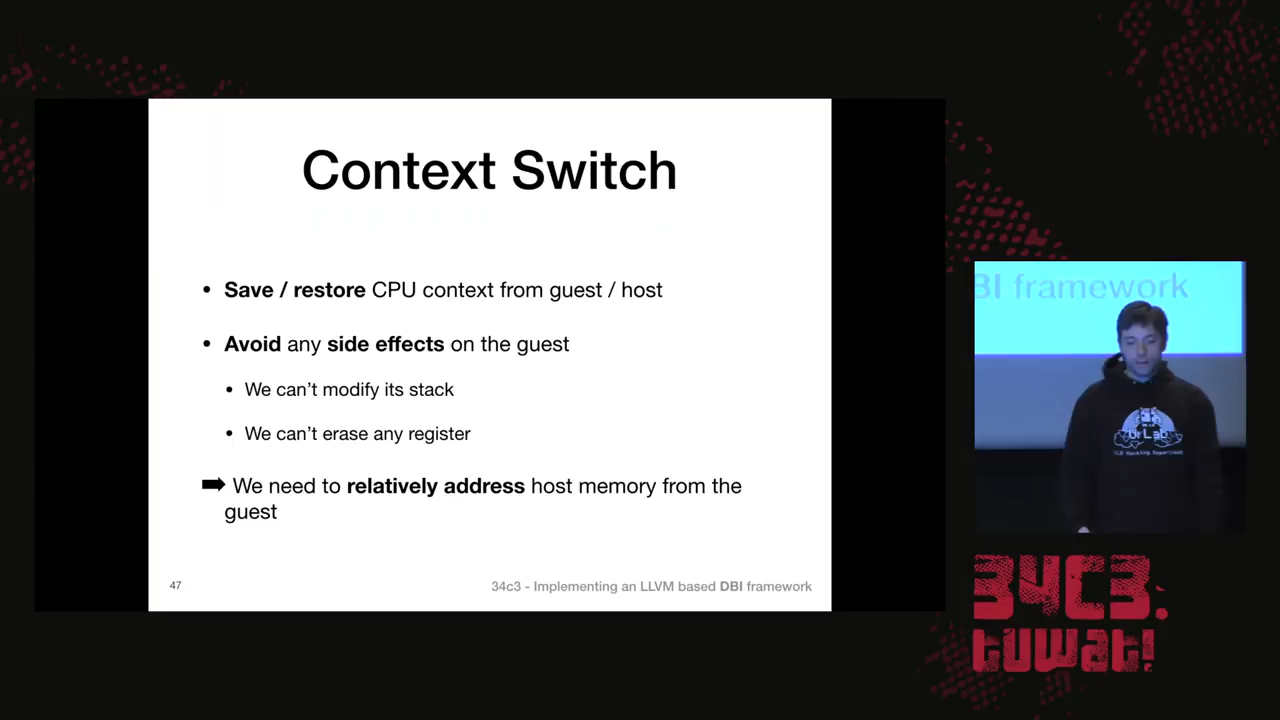 Context Switch
• Save / restore CPU context from guest / host
• Avoid any side effects on the guest
• We can't modify its stack
• We can't erase any register
➡ We need to relatively address host memory from the
guest
47
34c3 - Implementing an LLVM based DBI framework
BI framework
34C3.
tuwat!